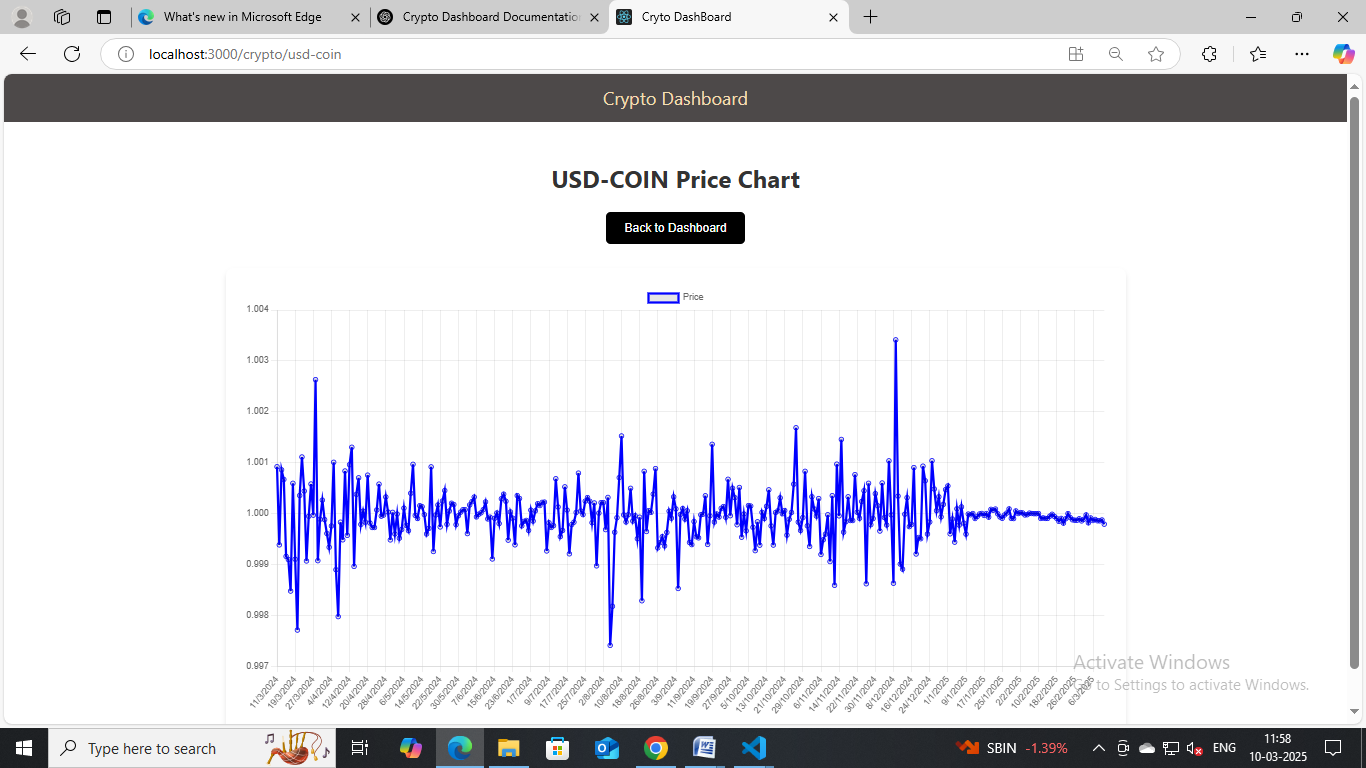 What's new in Microsoft Edge
Crypto Dashboard Documentation
Cryto DashBoard
localhost:3000/crypto/usd-coin
Crypto Dashboard
USD-COIN Price Chart
Back to Dashboard
Price
1.004
1.003
1.002
1.001
1.000
0.999
0.998
0.997
11/3/2024 19/3/2024 27/3/2024 4/4/2024 12/4/2024 20/4/2024 28/4/2024 6/5/2024 14/5/2024 22/5/2024 30/5/2024 7/6/2024 15/6/2024 23/6/2024 1/7/2024 9/7/2024 17/7/2024 25/7/2024 2/8/2024 10/8/2024 18/8/2024 26/8/2024 3/9/2024 11/9/2024 19/9/2024 27/9/2024 5/10/2024 13/10/2024 21/10/2024 29/10/2024 6/11/2024 14/11/2024 22/11/2024 30/11/2024 8/12/2024 16/12/2024 24/12/2024 1/1/2025 9/1/2025 17/1/2025 25/1/2025 2/2/2025 10/2/2025 18/2/2025 26/2/2025 6/3/2025
Activate Windows
Go to Settings to activate Windows.
Type here to search
SBIN -1.39%
ENG
11:58
10-03-2025